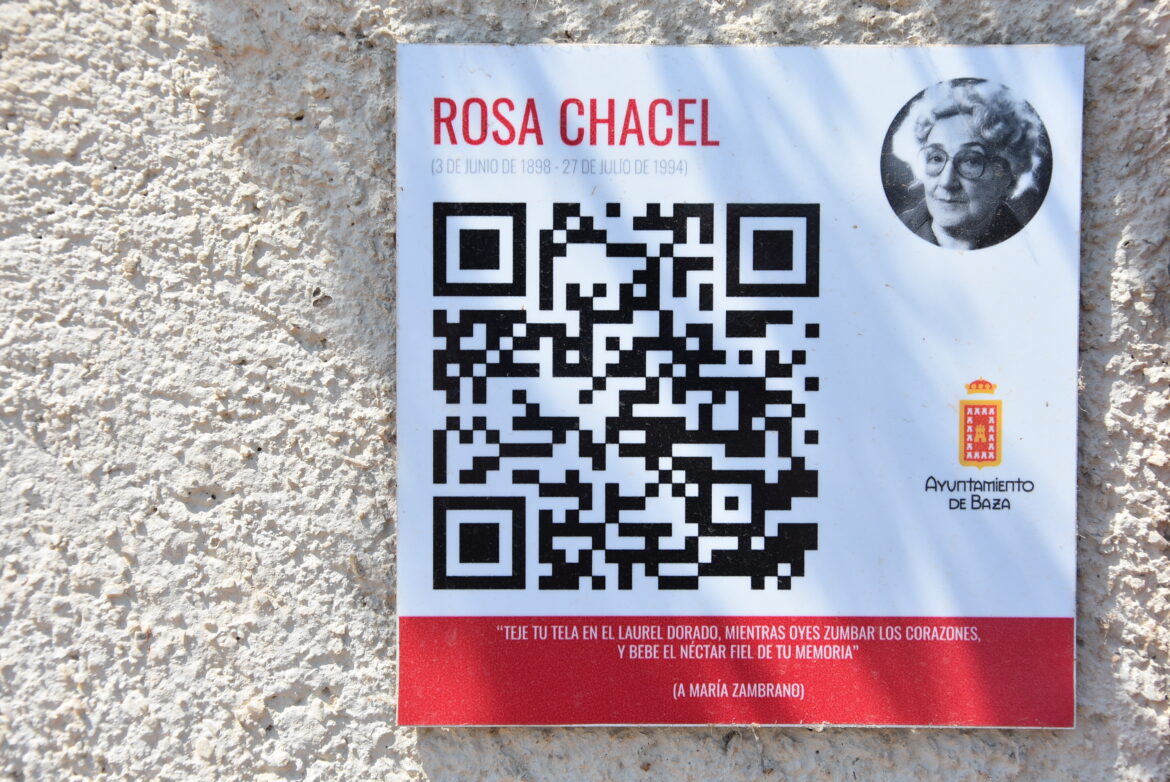 ROSA CHACEL
(3 DE JUNIO DE 1898 - 27 DE JULIO DE 1994)
AYUNTAMIENTO
DE BAZA
“TEJE TU TELA EN EL LAUREL DORADO, MIENTRAS OYES ZUMBAR LOS CORAZONES,
Y BEBE EL NÉCTAR FIEL DE TU MEMORIA”
(A MARÍA ZAMBRANO)